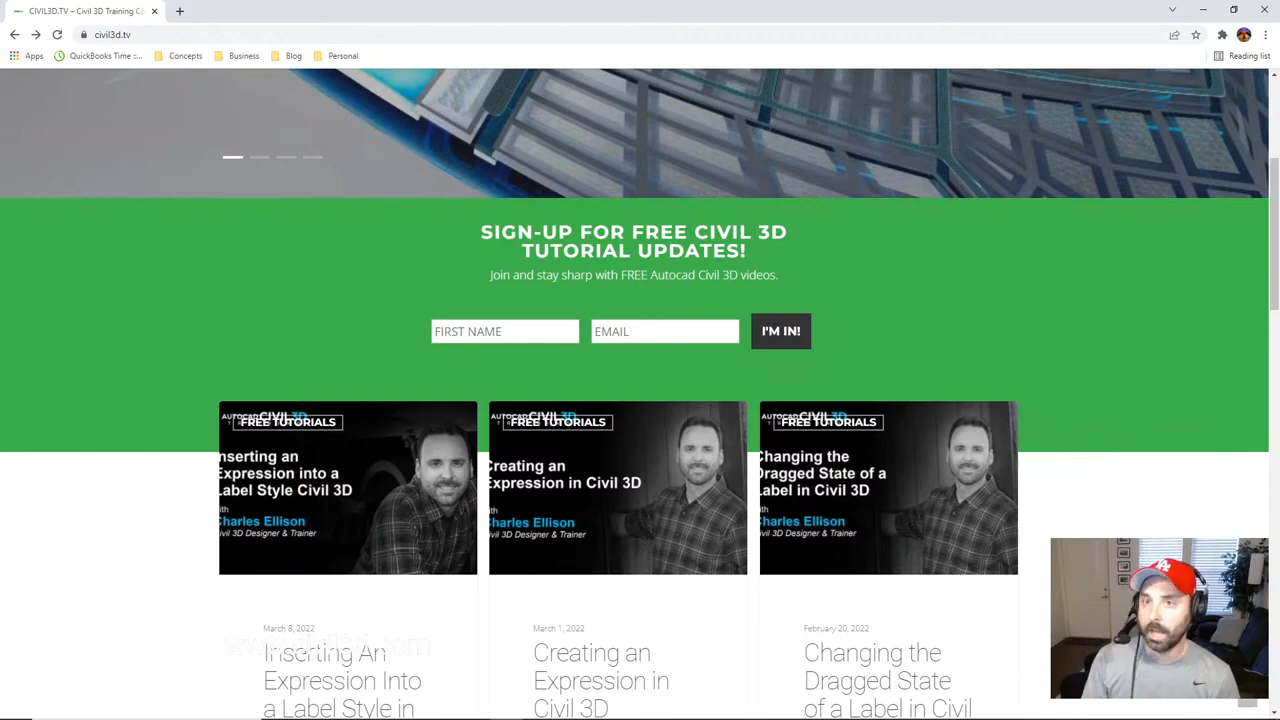 CIVIL3D.TV – Civil 3D Training Co
civil3d.tv
Apps
QuickBooks Time ::...
Concepts
Business
Blog
Personal
Reading list
SIGN-UP FOR FREE CIVIL 3D
TUTORIAL UPDATES!
Join and stay sharp with FREE Autocad Civil 3D videos.
FIRST NAME
EMAIL
I'M IN!
AUTOCAD CIVIL 3D
FREE TUTORIALS
nserting an
Expression into a
Label Style Civil 3D
with
Charles Ellison
ivil 3D Designer & Trainer
March 8, 2022
Inserting An
Expression Into
a Label Style in
AUTOCAD CIVIL 3D
FREE TUTORIALS
Creating an
Expression in Civil 3D
with
Charles Ellison
ivil 3D Designer & Trainer
March 1, 2022
Creating an
Expression in
Civil 3D
AUTOCAD CIVIL 3D
FREE TUTORIALS
Changing the
Dragged State of a
Label in Civil 3D
with
Charles Ellison
ivil 3D Designer & Trainer
February 20, 2022
Changing the
Dragged State
of a Label in Civil